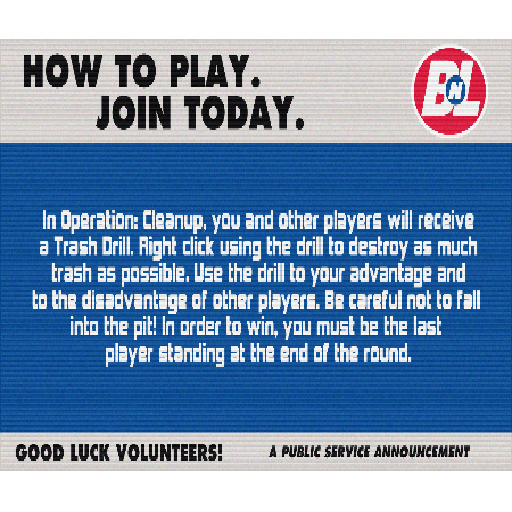 HOW TO PLAY.
JOIN TODAY.
BNL
In Operation: Cleanup, you and other players will receive
a Trash Drill. Right click using the drill to destroy as much
trash as possible. Use the drill to your advantage and
to the disadvantage of other players. Be careful not to fall
into the pit! In order to win, you must be the last
player standing at the end of the round.
GOOD LUCK VOLUNTEERS!
A PUBLIC SERVICE ANNOUNCEMENT